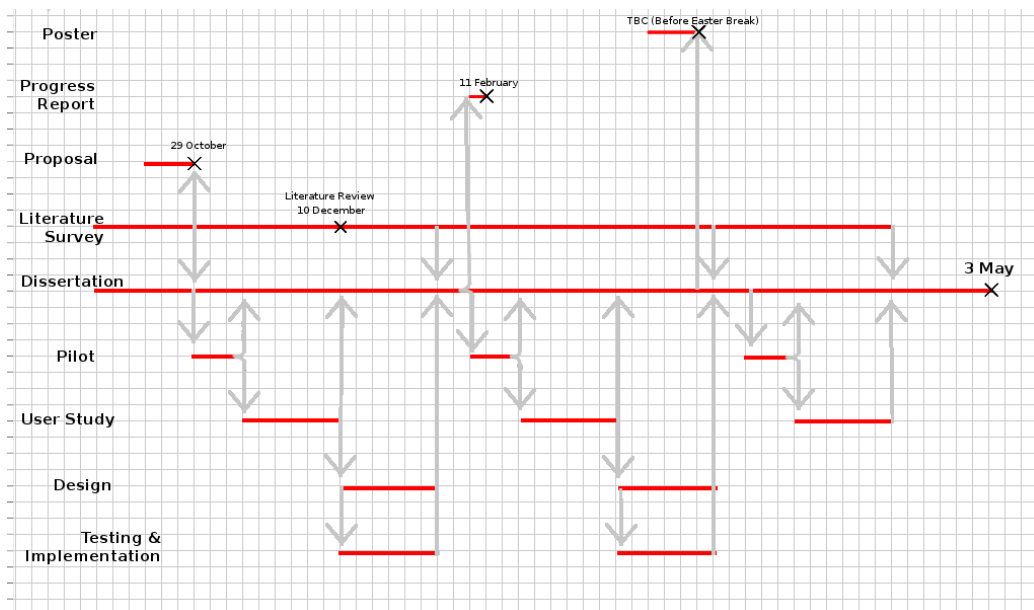 TBC (Before Easter Break)
Poster
11 February
Progress
Report
29 October
Proposal
Literature Review
10 December
Literature
Survey
3 May
Dissertation
Pilot
User Study
Design
Testing &
Implementation